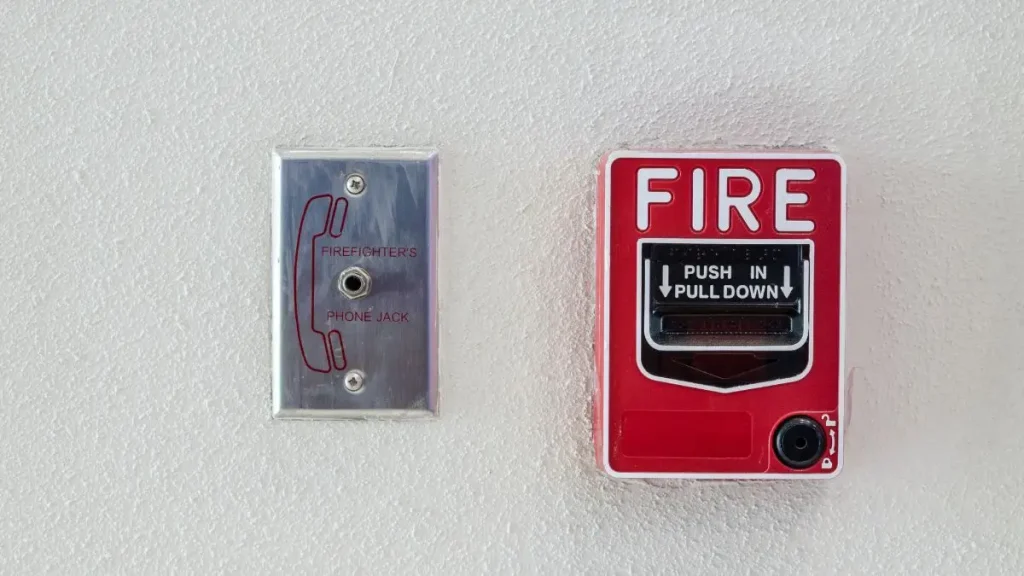 FIREFIGHTER'S
PHONE JACK
FIRE
PUSH IN
PULL DOWN